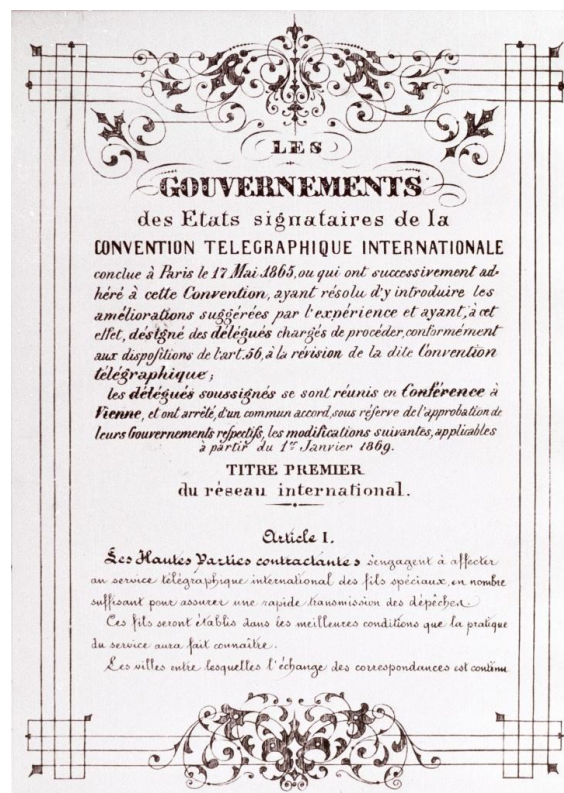 LES
GOUVERNEMENTS
des Etats signataires de la
CONVENTION TELEGRAPHIQUE INTERNATIONALE
conclue à Paris le 17 Mai 1865, ou qui ont successivement ad-
héré à cette Convention, ayant résolu d'y introduire les
améliorations suggérées par l'expérience et ayant, à cet
effet, désigné des délégués chargés de procéder, conformément
aux dispositions de l'art. 56, à la révision de la dite Convention
télégraphique;
les délégués soussignés se sont réunis en Conférence à
Vienne, et ont arrêté, d'un commun accord, sous réserve de l'approbation de
leurs Gouvernements respectifs, les modifications suivantes, applicables
à partir du 1er Janvier 1869.
TITRE PREMIER
du réseau international.
Article I.
Les Hautes Parties contractantes s'engagent à affecter
au service télégraphique international des fils spéciaux, en nombre
suffisant pour assurer une rapide transmission des dépêches.
Ces fils seront établis dans les meilleures conditions que la pratique
du service aura fait connaître.
Les villes entre lesquelles l'échange des correspondances est continu